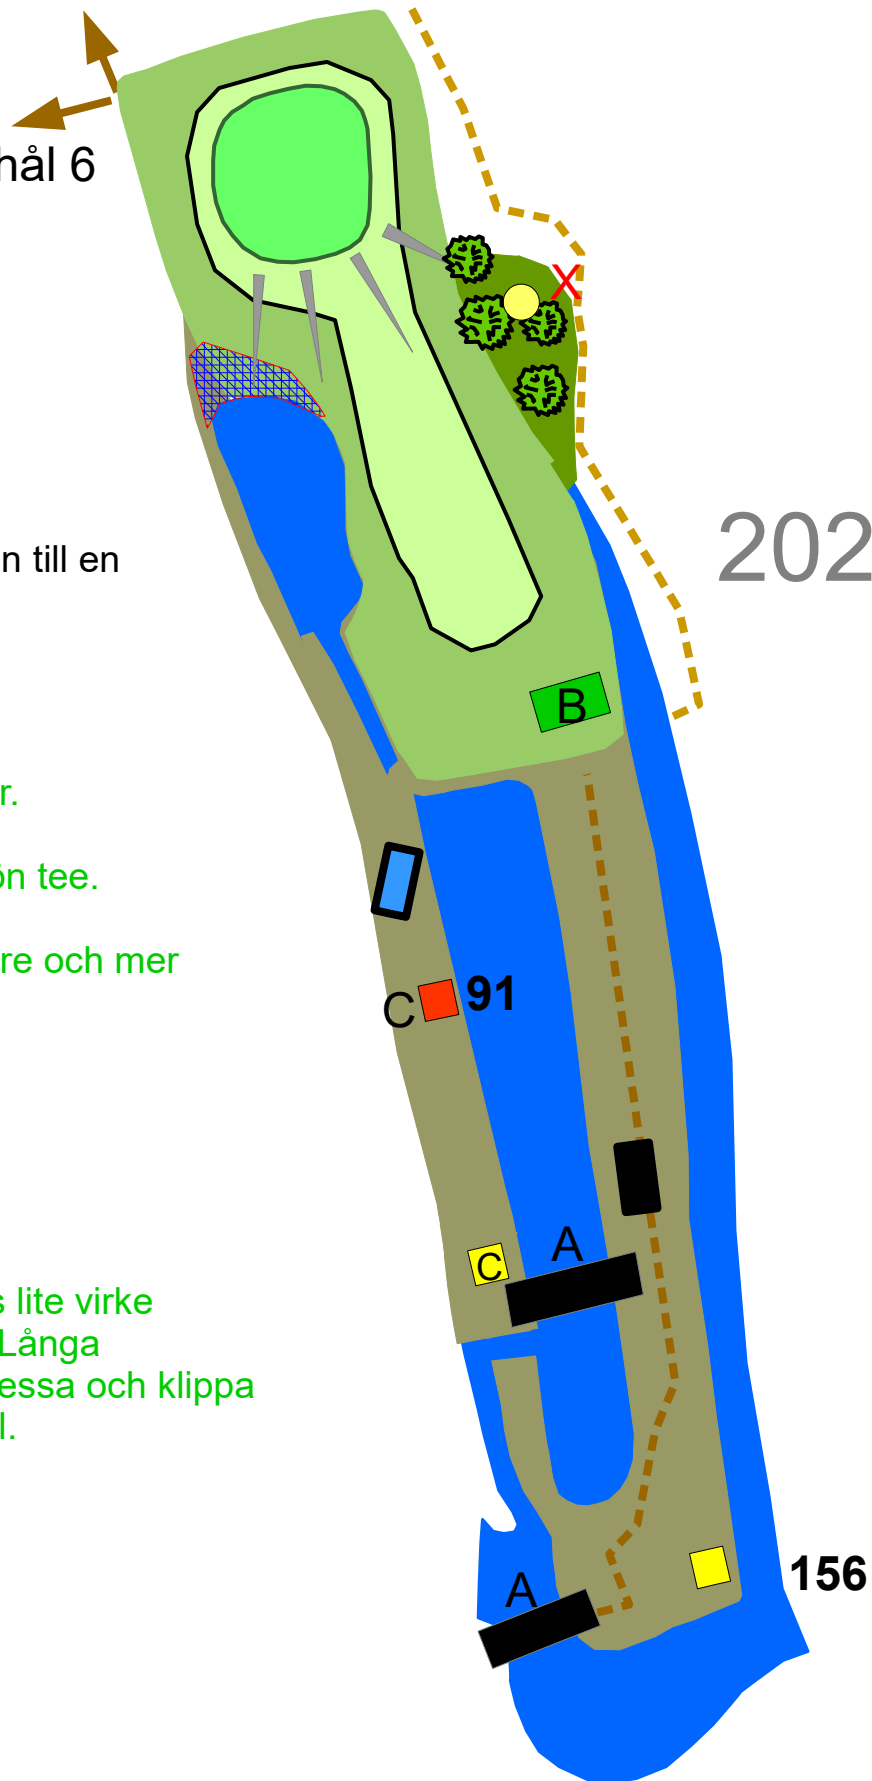 hål 6
X
n till en
202
B
r.
ön tee.
re och mer
91
C
A
C
s lite virke
Långa
essa och klippa
l.
156
A